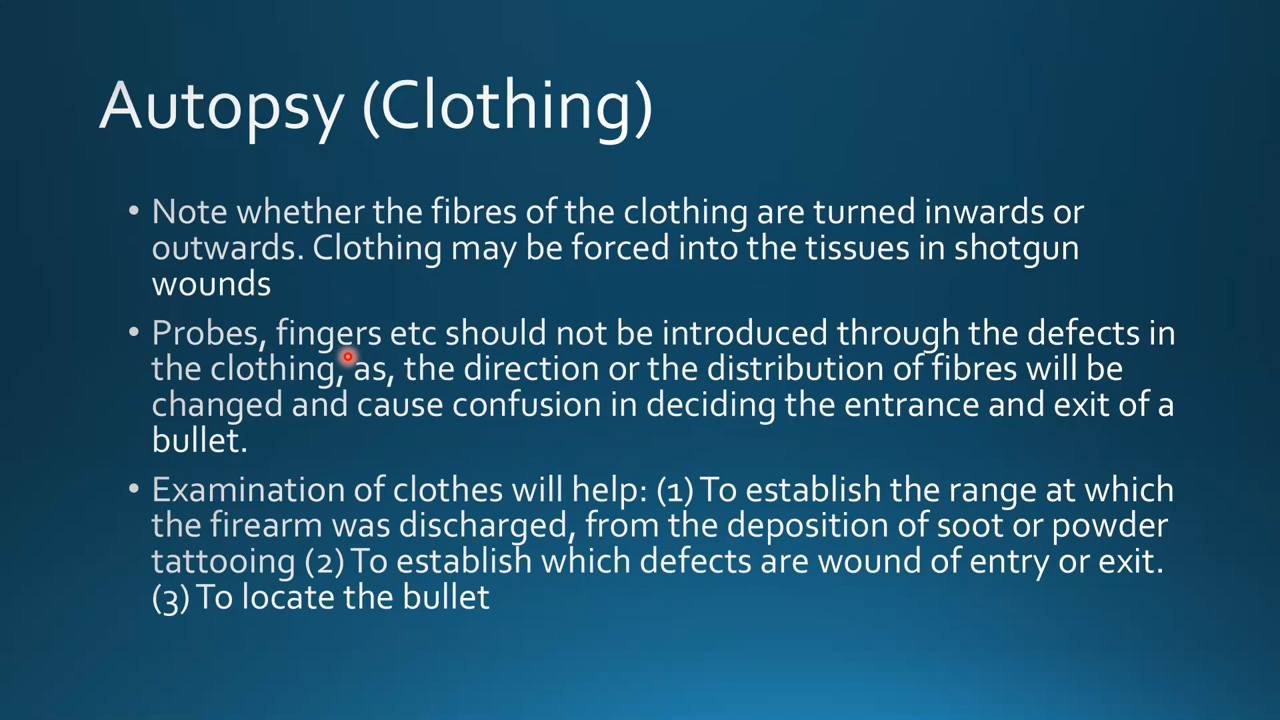 Autopsy (Clothing)
• Note whether the fibres of the clothing are turned inwards or
outwards. Clothing may be forced into the tissues in shotgun
wounds
• Probes, fingers etc should not be introduced through the defects in
the clothing, as, the direction or the distribution of fibres will be
changed and cause confusion in deciding the entrance and exit of a
bullet.
• Examination of clothes will help: (1) To establish the range at which
the firearm was discharged, from the deposition of soot or powder
tattooing (2) To establish which defects are wound of entry or exit.
(3) To locate the bullet